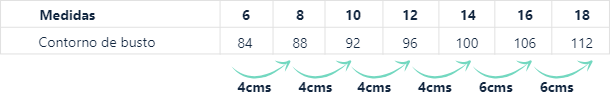 Medidas 6 8 10 12 14 16 18
Contorno de busto 84 88 92 96 100 106 112
4cms 4cms 4cms 4cms 6cms 6cms